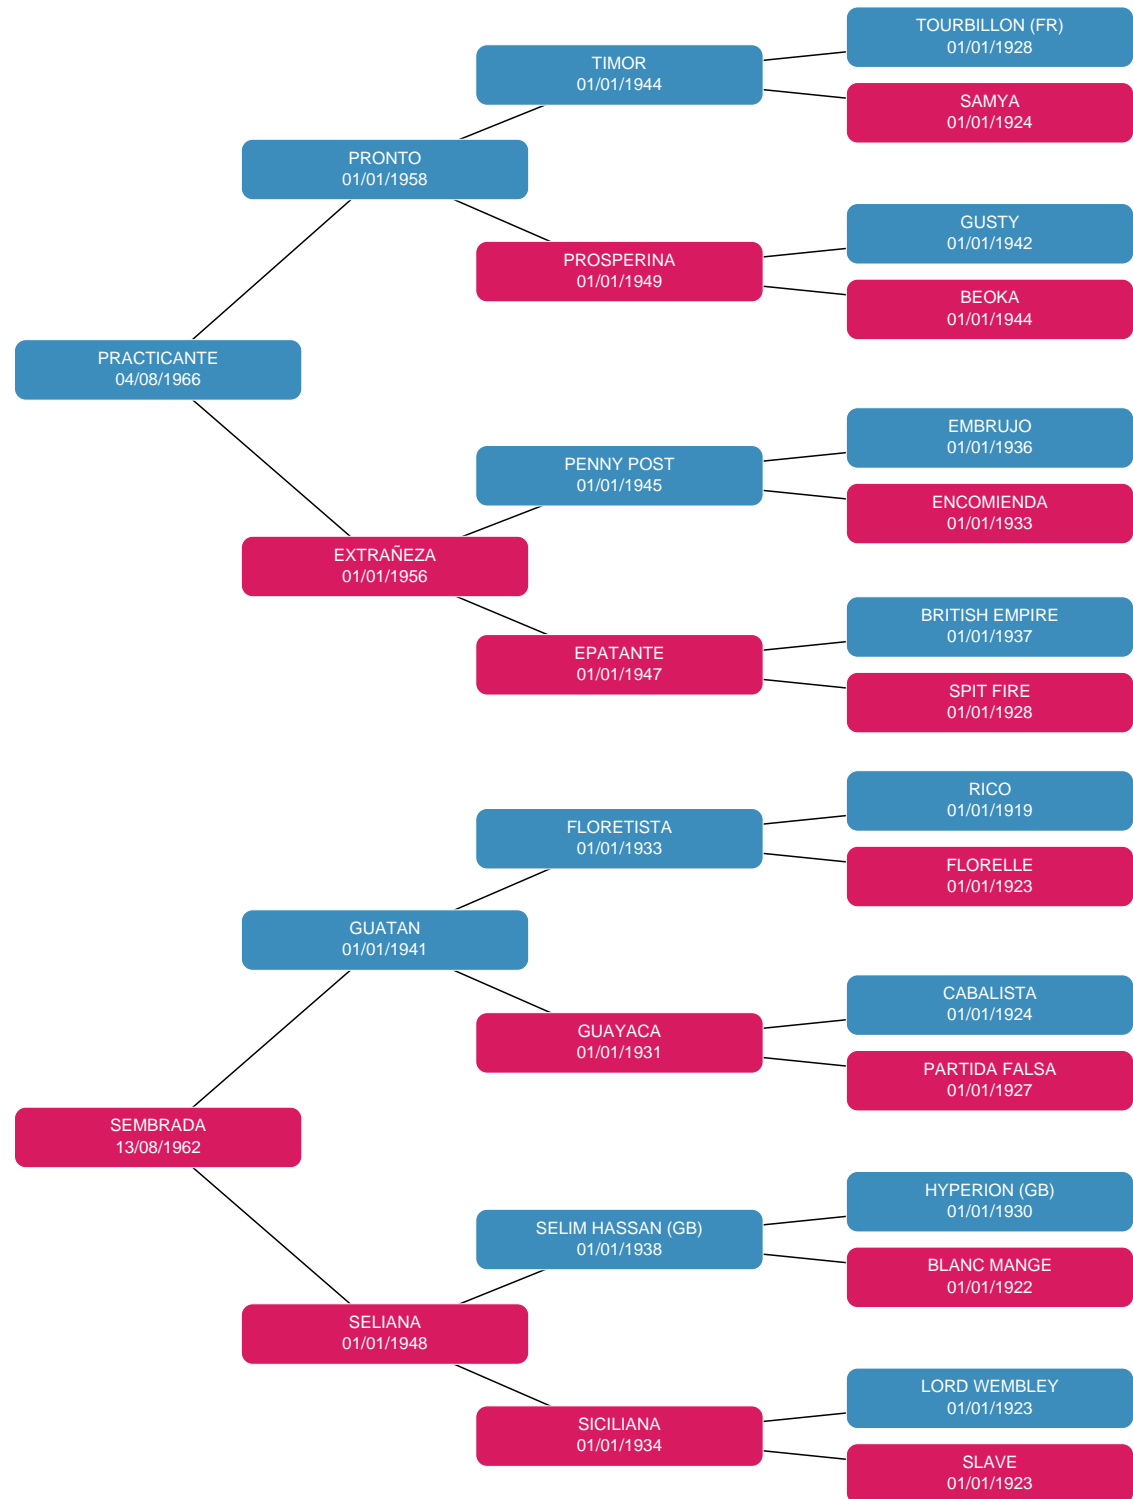 TOURBILLON (FR)
01/01/1928
TIMOR
01/01/1944
SAMYA
01/01/1924
PRONTO
01/01/1958
GUSTY
01/01/1942
PROSPERINA
01/01/1949
BEOKA
01/01/1944
PRACTICANTE
04/08/1966
EMBRUJO
01/01/1936
PENNY POST
01/01/1945
ENCOMIENDA
01/01/1933
EXTRAÑEZA
01/01/1956
BRITISH EMPIRE
01/01/1937
EPATANTE
01/01/1947
SPIT FIRE
01/01/1928
RICO
01/01/1919
FLORETISTA
01/01/1933
FLORELLE
01/01/1923
GUATAN
01/01/1941
CABALISTA
01/01/1924
GUAYACA
01/01/1931
PARTIDA FALSA
01/01/1927
SEMBRADA
13/08/1962
HYPERION (GB)
01/01/1930
SELIM HASSAN (GB)
01/01/1938
BLANC MANGE
01/01/1922
SELIANA
01/01/1948
LORD WEMBLEY
01/01/1923
SICILIANA
01/01/1934
SLAVE
01/01/1923